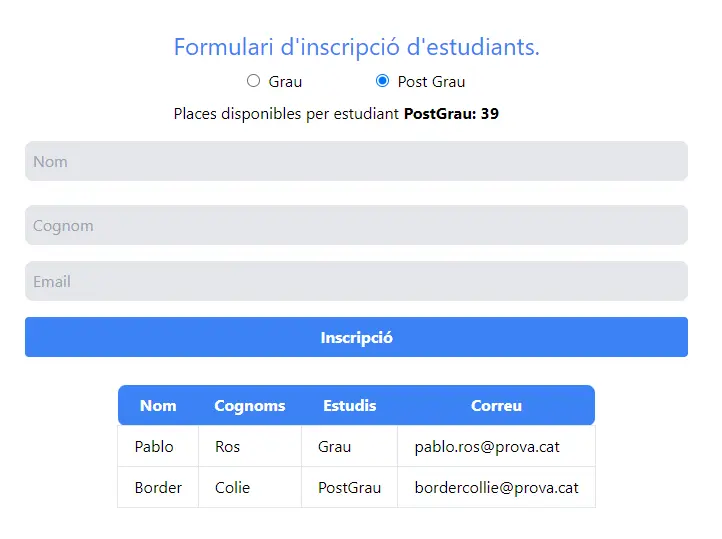 Formulari d'inscripció d'estudiants.
Grau Post Grau
Places disponibles per estudiant PostGrau: 39
Nom
Cognom
Email
Inscripció
Nom Cognoms Estudis Correu
Pablo Ros Grau pablo.ros@prova.cat
Border Colie PostGrau bordercollie@prova.cat